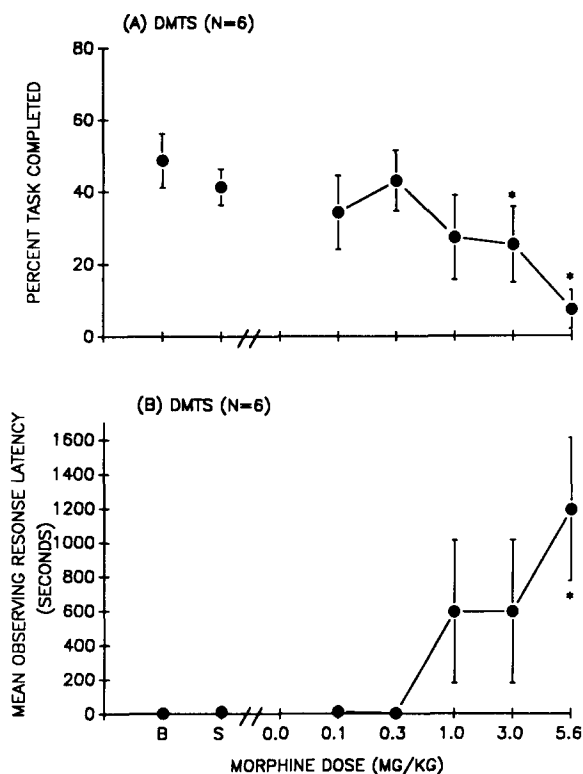 (A) DMTS (N=6)
PERCENT TASK COMPLETED
80
60
40
20
0
*
*
(B) DMTS (N=6)
MEAN OBSERVING RESONSE LATENCY
(SECONDS)
1600
1400
1200
1000
800
600
400
200
0
*
B S 0.0 0.1 0.3 1.0 3.0 5.6
MORPHINE DOSE (MG/KG)